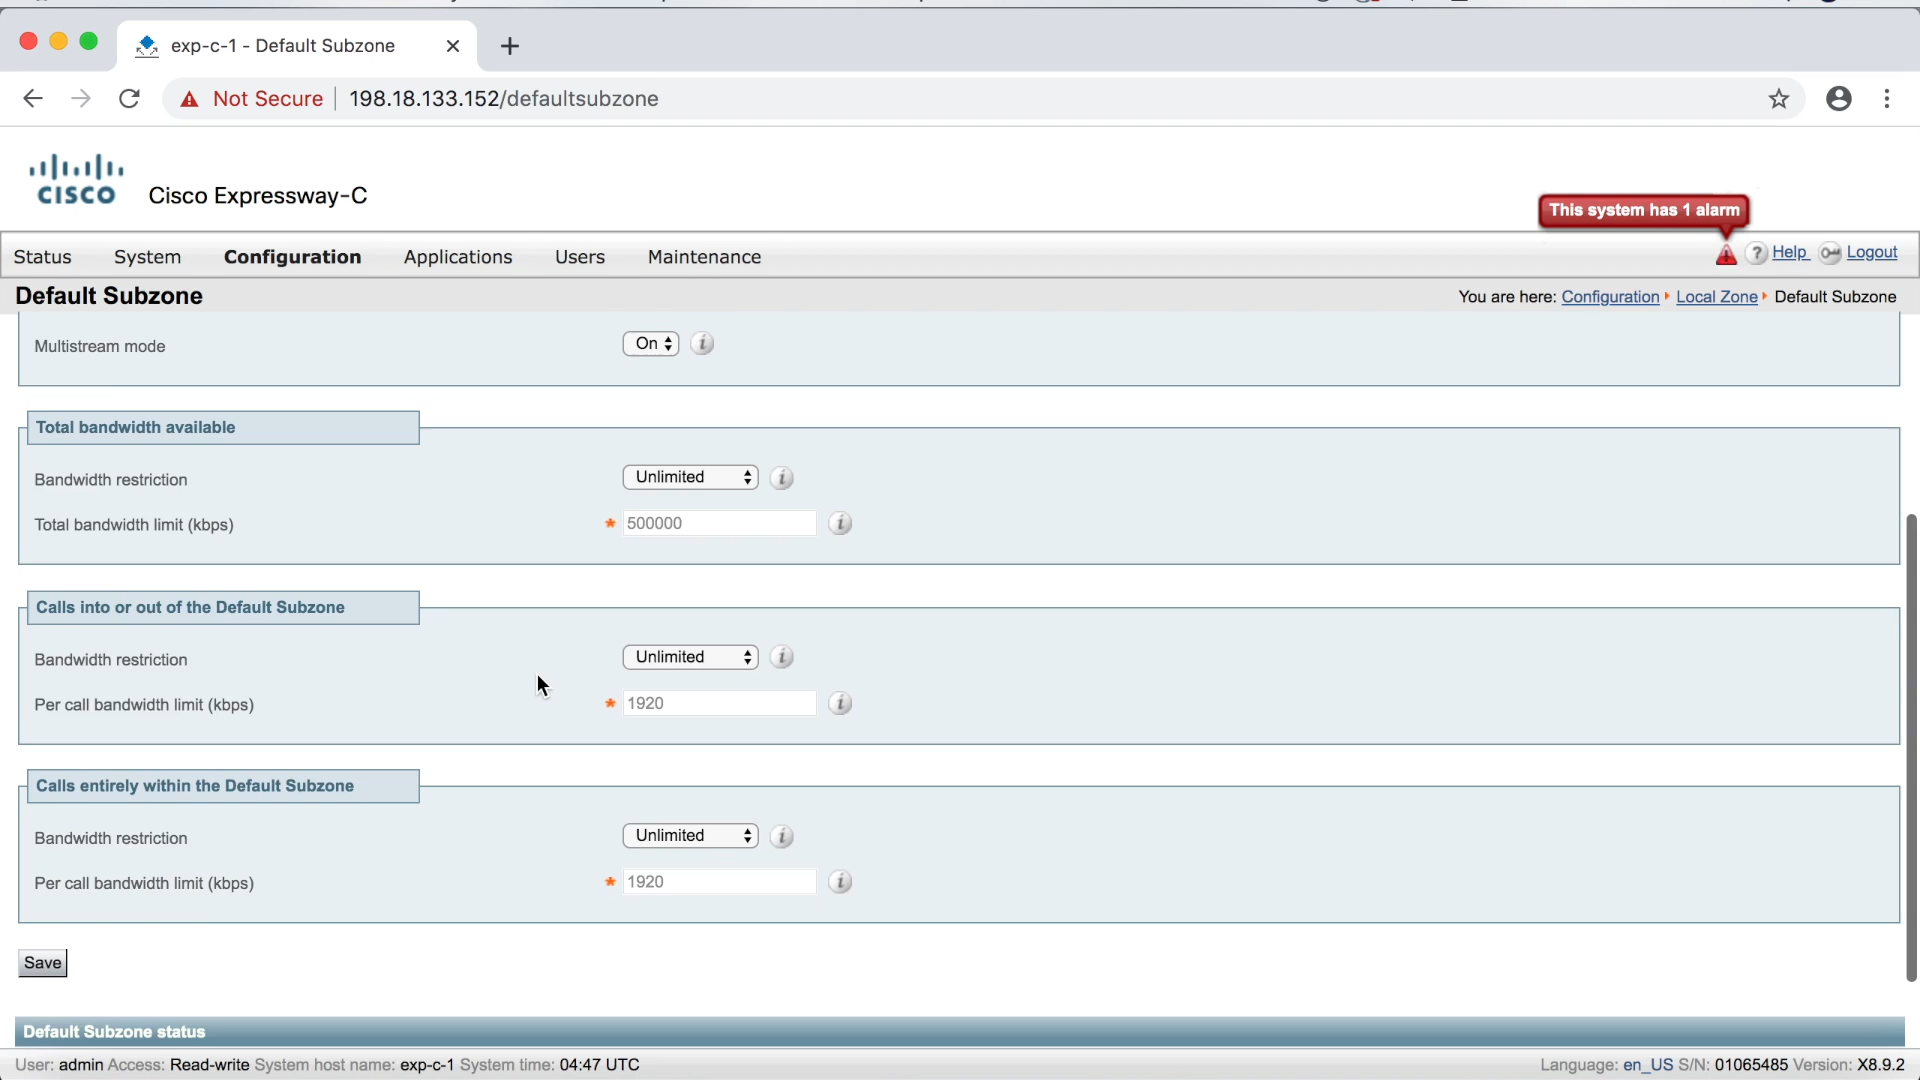 exp-c-1 - Default Subzone
Not Secure 198.18.133.152/defaultsubzone
CISCO Cisco Expressway-C
This system has 1 alarm
Status System Configuration Applications Users Maintenance Help Logout
Default Subzone You are here: Configuration Local Zone Default Subzone
Multistream mode On
Total bandwidth available
Bandwidth restriction Unlimited
Total bandwidth limit (kbps) * 500000
Calls into or out of the Default Subzone
Bandwidth restriction Unlimited
Per call bandwidth limit (kbps) * 1920
Calls entirely within the Default Subzone
Bandwidth restriction Unlimited
Per call bandwidth limit (kbps) * 1920
Save
Default Subzone status
User: admin Access: Read-write System host name: exp-c-1 System time: 04:47 UTC Language: en_US S/N: 01065485 Version: X8.9.2